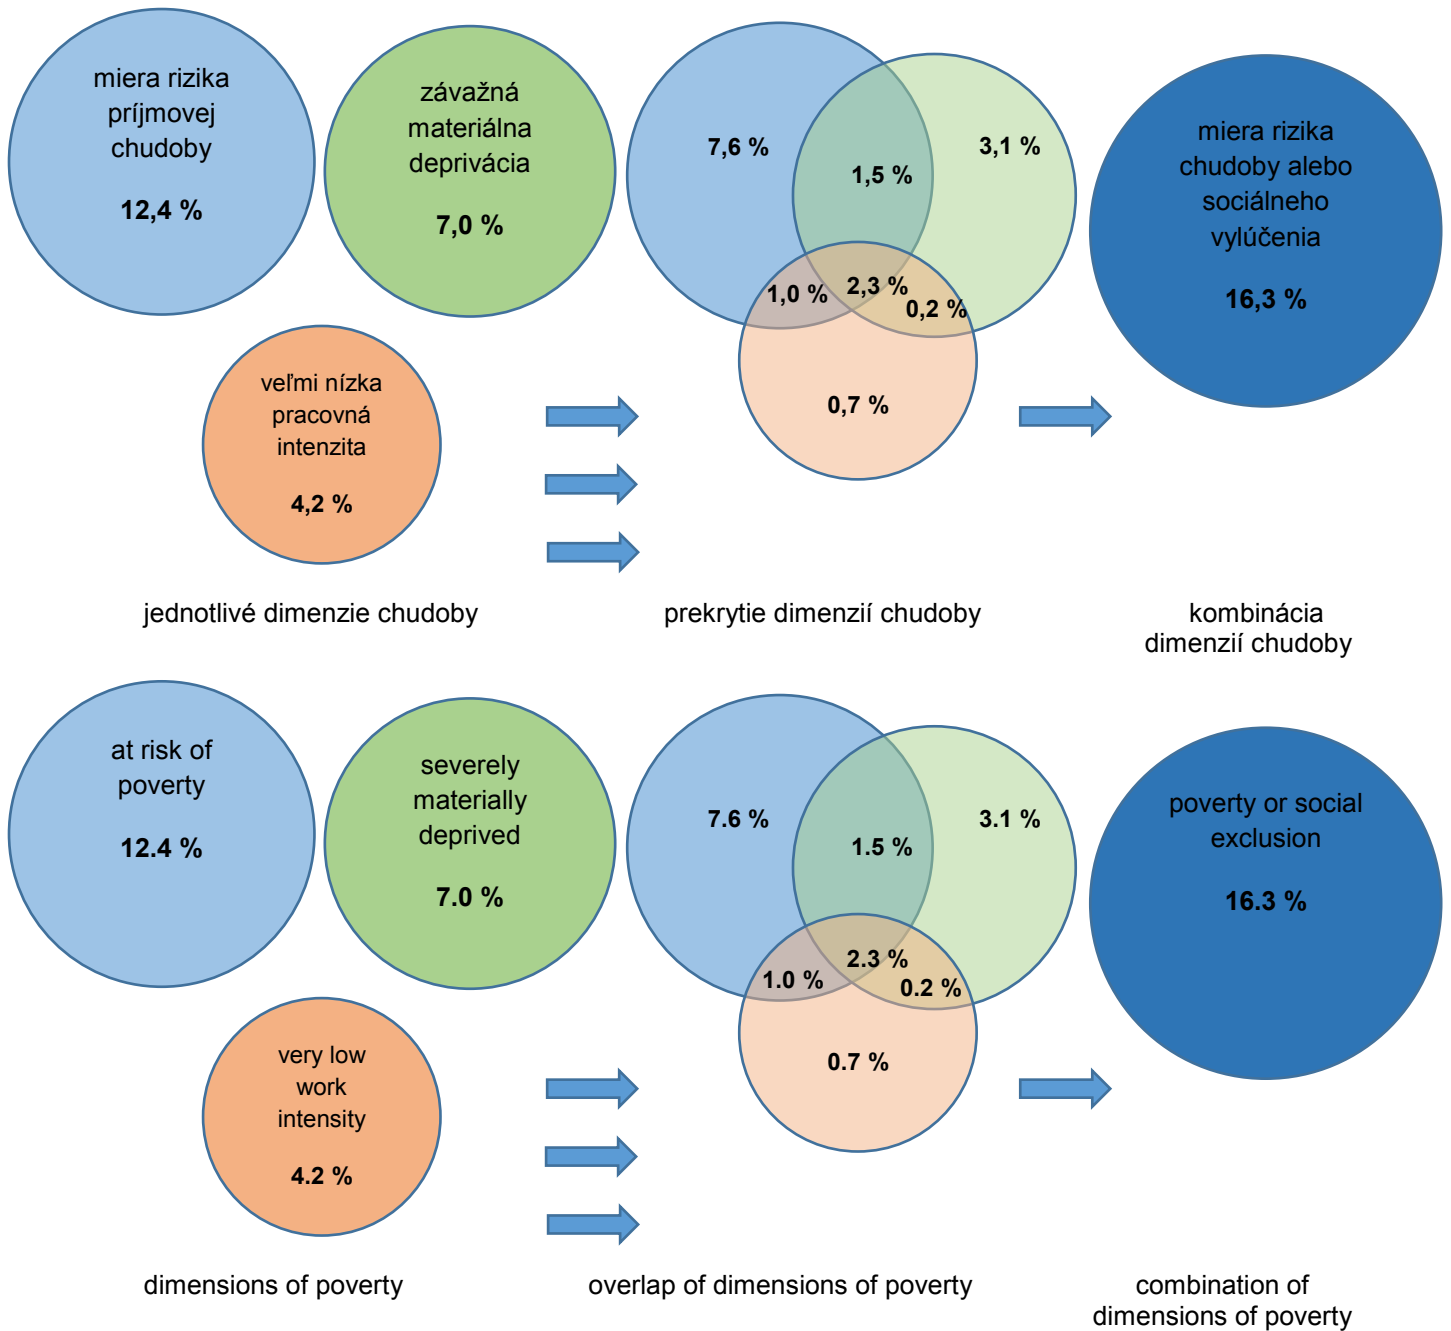 miera rizika
príjmovej
chudoby
12,4 %
závažná
materiálna
deprivácia
7,0 %
veľmi nízka
pracovná
intenzita
4,2 %
7,6 %
3,1 %
1,5 %
1,0 %
2,3 %
0,2 %
0,7 %
miera rizika
chudoby alebo
sociálneho
vylúčenia
16,3 %
jednotlivé dimenzie chudoby
prekrytie dimenzií chudoby
kombinácia
dimenzií chudoby
at risk of
poverty
12.4 %
severely
materially
deprived
7.0 %
very low
work
intensity
4.2 %
7.6 %
3.1 %
1.5 %
1.0 %
2.3 %
0.2 %
0.7 %
poverty or social
exclusion
16.3 %
dimensions of poverty
overlap of dimensions of poverty
combination of
dimensions of poverty